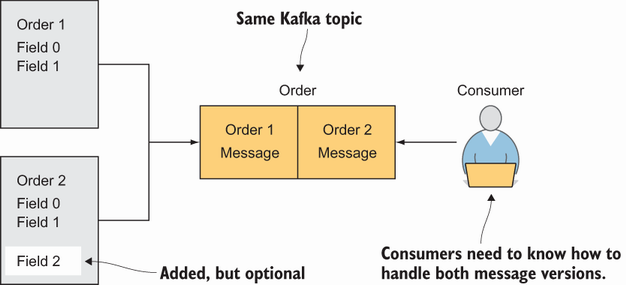 Order 1
Field 0
Field 1
Same Kafka topic
Order
Order 1
Message
Order 2
Message
Consumer
Order 2
Field 0
Field 1
Field 2
Added, but optional
Consumers need to know how to
handle both message versions.